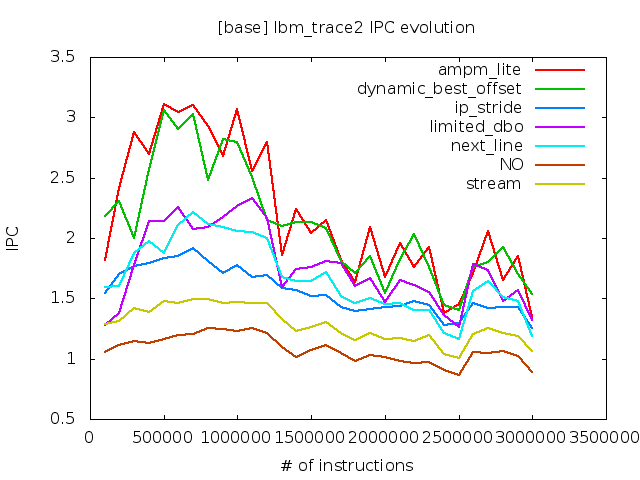 [base] lbm_trace2 IPC evolution
3.5
3
2.5
2
1.5
1
0.5
IPC
ampm_lite
dynamic_best_offset
ip_stride
limited_dbo
next_line
NO
stream
0 500000 1000000 1500000 2000000 2500000 3000000 3500000
# of instructions